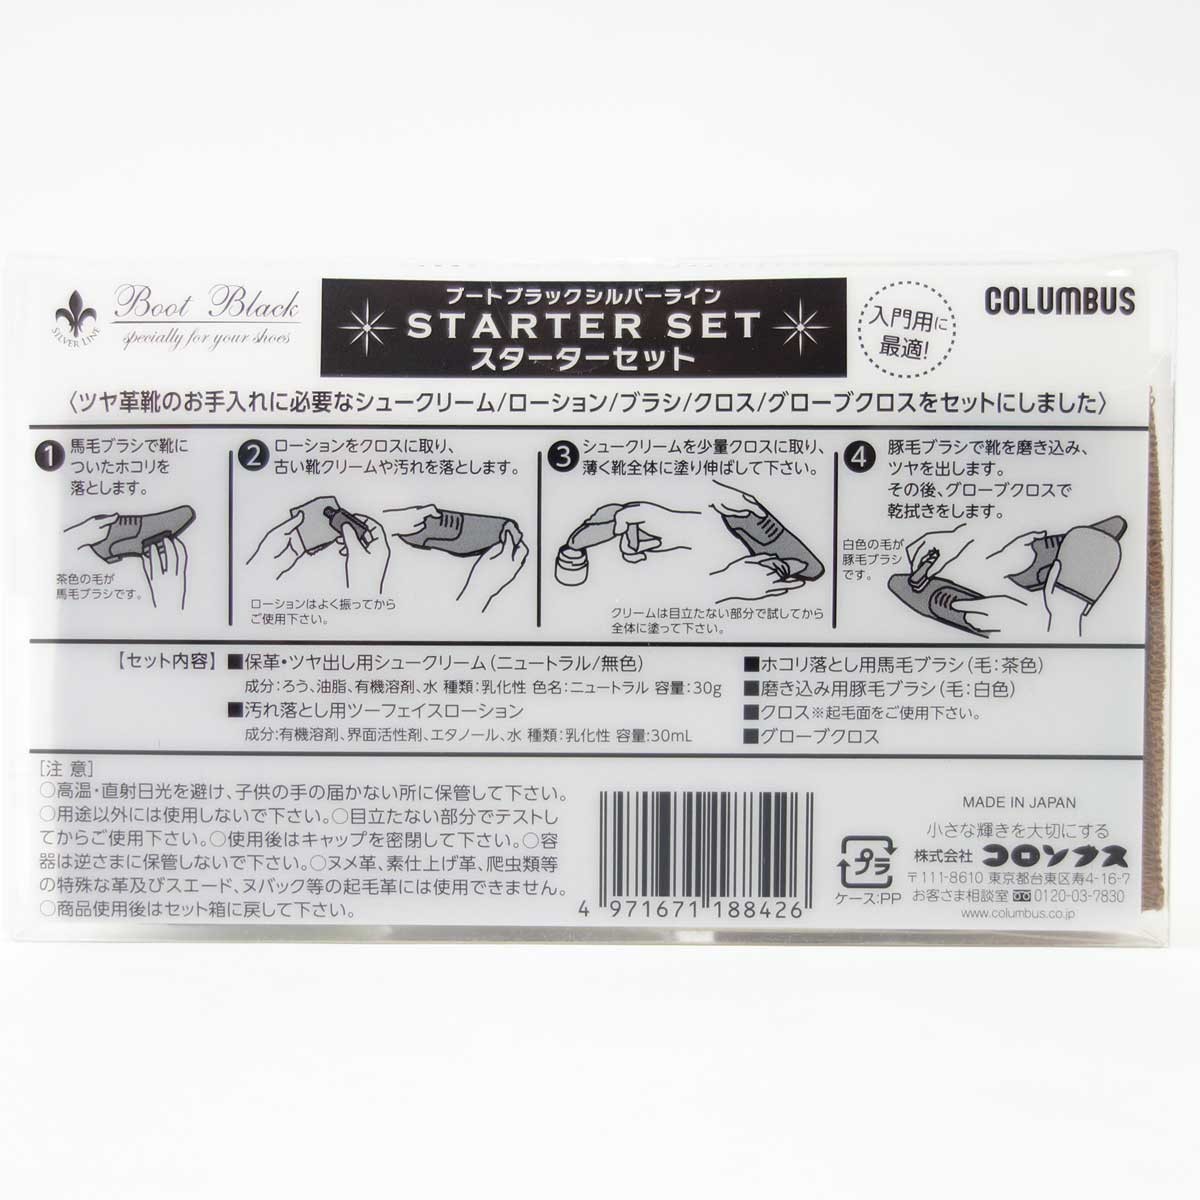 Boot Black
specially for your shoes
SILVER LINE
ブートブラックシルバーライン
STARTER SET
スターターセット
入門用に
最適!
COLUMBUS
〈ツヤ革靴のお手入れに必要なシュークリーム/ローション/ブラシ/クロス/グローブクロスをセットにしました〉
1 馬毛ブラシで靴に
ついたホコリを
落とします。
茶色の毛が
馬毛ブラシです。
2 ローションをクロスに取り、
古い靴クリームや汚れを落とします。
ローションはよく振ってから
ご使用下さい。
3 シュークリームを少量クロスに取り、
薄く靴全体に塗り伸ばして下さい。
クリームは目立たない部分で試してから
全体に塗って下さい。
4 豚毛ブラシで靴を磨き込み、
ツヤを出します。
その後、グローブクロスで
乾拭きをします。
白色の毛が
豚毛ブラシ
です。
【セット内容】■保革・ツヤ出し用シュークリーム(ニュートラル/無色)
成分:ろう、油脂、有機溶剤、水 種類:乳化性 色名:ニュートラル 容量:30g
■汚れ落とし用ツーフェイスローション
成分:有機溶剤、界面活性剤、エタノール、水 種類:乳化性 容量:30mL
■ホコリ落とし用馬毛ブラシ(毛:茶色)
■磨き込み用豚毛ブラシ(毛:白色)
■クロス※起毛面をご使用下さい。
■グローブクロス
[注 意]
○高温・直射日光を避け、子供の手の届かない所に保管して下さい。
○用途以外には使用しないで下さい。○目立たない部分でテストし
てからご使用下さい。○使用後はキャップを密閉して下さい。○容
器は逆さまに保管しないで下さい。○ヌメ革、素仕上げ革、爬虫類等
の特殊な革及びスエード、ヌバック等の起毛革には使用できません。
○商品使用後はセット箱に戻して下さい。
4 971671 188426
プラ
ケース:PP
MADE IN JAPAN
小さな輝きを大切にする
株式会社 コロンブス
〒111-8610 東京都台東区寿4-16-7
お客さま相談室 0120-03-7830
www.columbus.co.jp